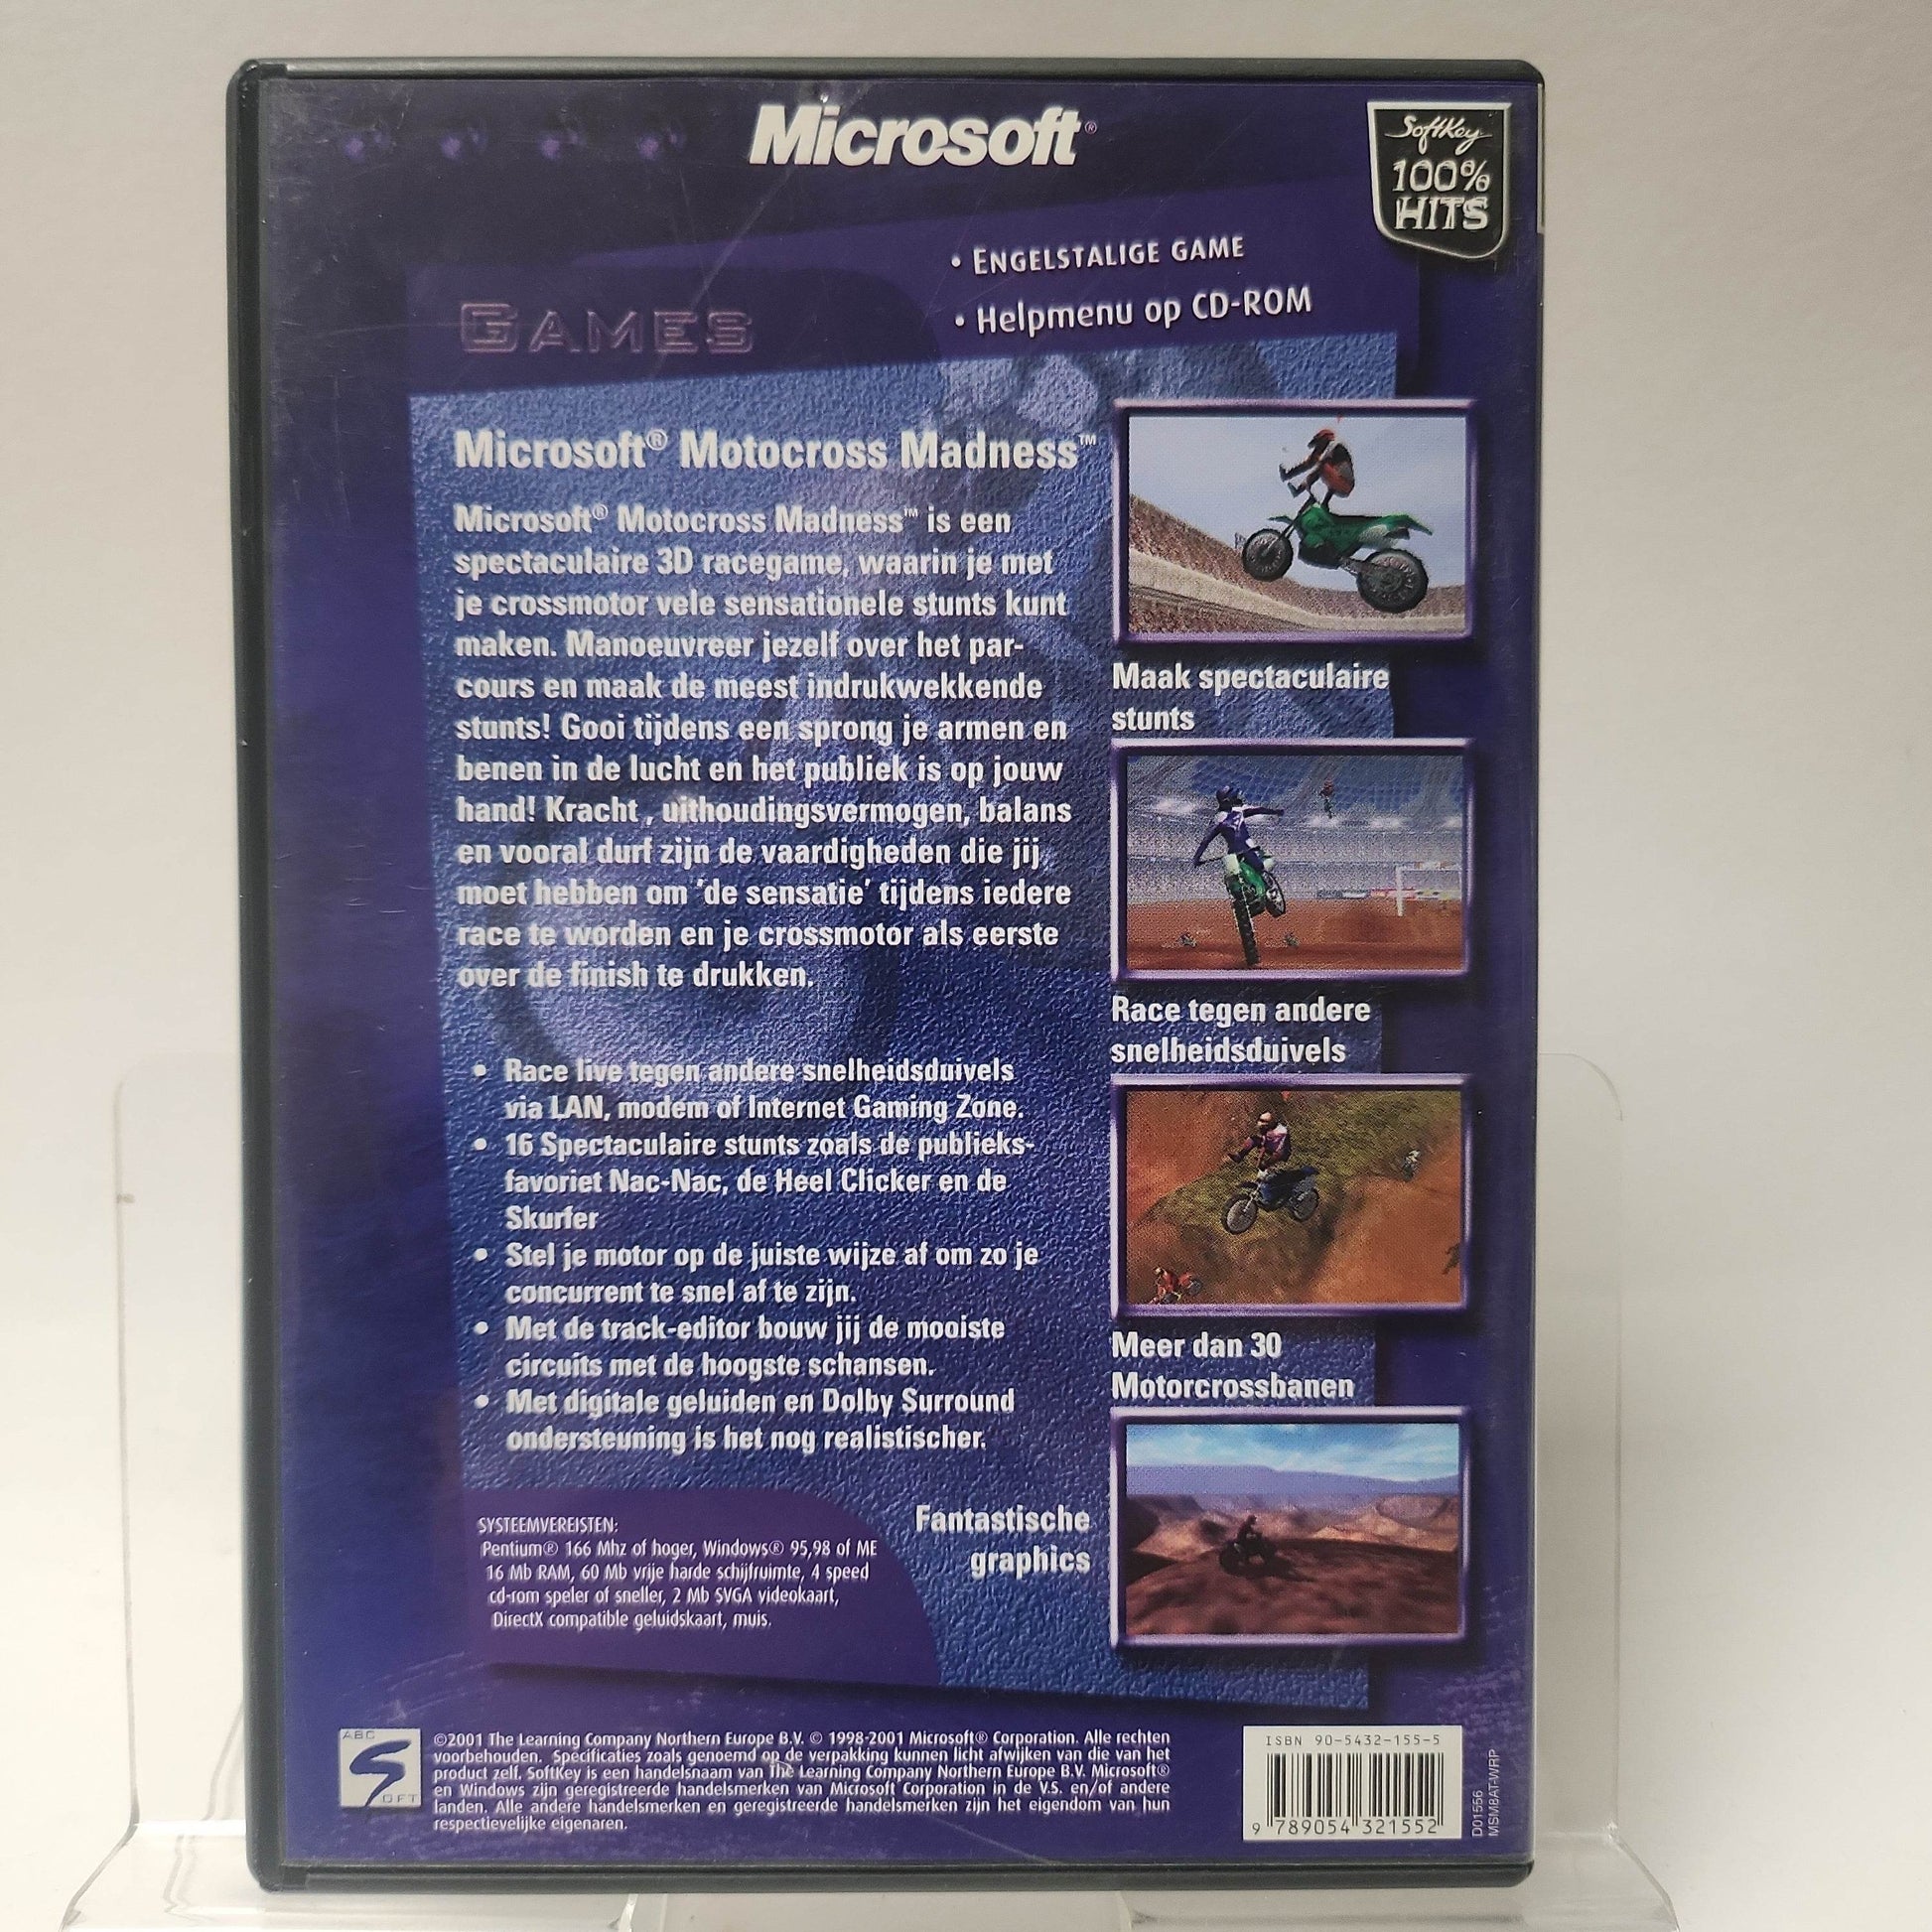 Microsoft®
SoftKey
100%
HITS
• ENGELSTALIGE GAME
• Helpmenu op CD-ROM
GAMES
Microsoft® Motocross Madness™
Microsoft® Motocross Madness™ is een
spectaculaire 3D racegame, waarin je met
je crossmotor vele sensationele stunts kunt
maken. Manoeuvreer jezelf over het par-
cours en maak de meest indrukwekkende
stunts! Gooi tijdens een sprong je armen en
benen in de lucht en het publiek is op jouw
hand! Kracht , uithoudingsvermogen, balans
en vooral durf zijn de vaardigheden die jij
moet hebben om 'de sensatie' tijdens iedere
race te worden en je crossmotor als eerste
over de finish te drukken.
• Race live tegen andere snelheidsduivels
via LAN, modem of Internet Gaming Zone.
• 16 Spectaculaire stunts zoals de publieks-
favoriet Nac-Nac, de Heel Clicker en de
Skurfer
• Stel je motor op de juiste wijze af om zo je
concurrent te snel af te zijn.
• Met de track-editor bouw jij de mooiste
circuits met de hoogste schansen.
• Met digitale geluiden en Dolby Surround
ondersteuning is het nog realistischer.
Maak spectaculaire
stunts
Race tegen andere
snelheidsduivels
Meer dan 30
Motorcrossbanen
Fantastische
graphics
SYSTEEMVEREISTEN:
Pentium® 166 Mhz of hoger, Windows® 95,98 of ME
16 Mb RAM, 60 Mb vrije harde schijfruimte, 4 speed
cd-rom speler of sneller, 2 Mb SVGA videokaart,
DirectX compatible geluidskaart, muis.
ABC
SOFT
©2001 The Learning Company Northern Europe B.V. © 1998-2001 Microsoft® Corporation. Alle rechten
voorbehouden. Specificaties zoals genoemd op de verpakking kunnen licht afwijken van die van het
product zelf. SoftKey is een handelsnaam van The Learning Company Northern Europe B.V. Microsoft®
en Windows zijn geregistreerde handelsmerken van Microsoft Corporation in de V.S. en/of andere
landen. Alle andere handelsmerken en geregistreerde handelsmerken zijn het eigendom van hun
respectievelijke eigenaren.
ISBN 90-5432-155-5
9 789054 321552
D01556
MSM8AT-WRP